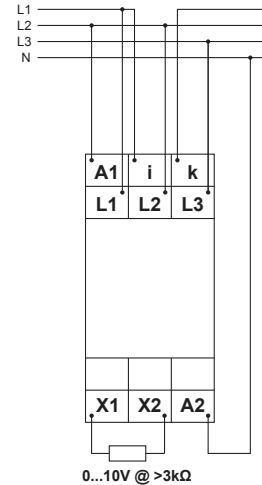 L1
L2
L3
N
A1 i k
L1 L2 L3
X1 X2 A2
0...10V @ >3kΩ